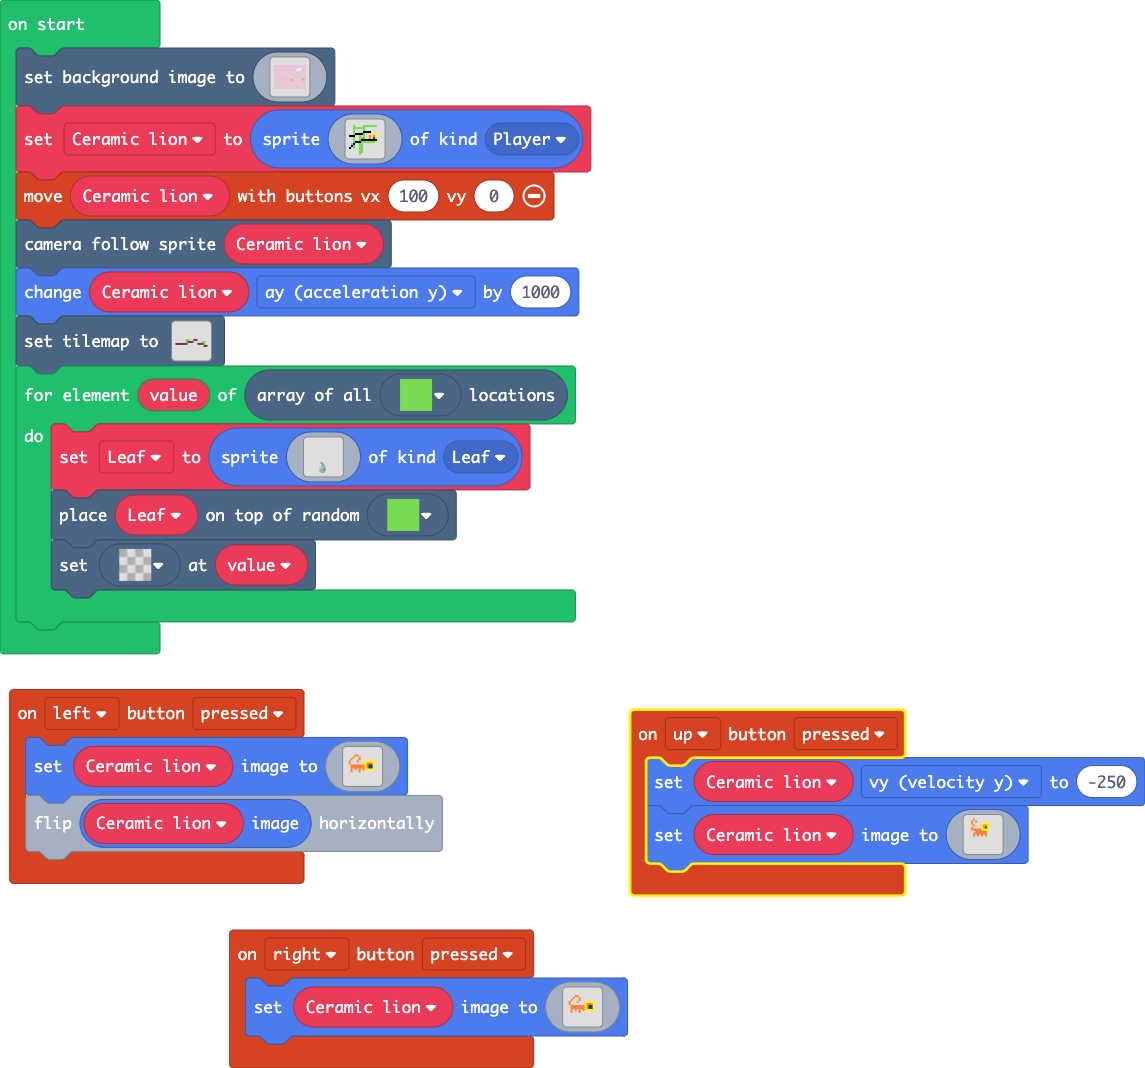 on start
set background image to
set Ceramic lion to sprite of kind Player
move Ceramic lion with buttons vx 100 vy 0
camera follow sprite Ceramic lion
change Ceramic lion ay (acceleration y) by 1000
set tilemap to
for element value of array of all locations
do
set Leaf to sprite of kind Leaf
place Leaf on top of random
set at value
on left button pressed
set Ceramic lion image to
flip Ceramic lion image horizontally
on up button pressed
set Ceramic lion vy (velocity y) to -250
set Ceramic lion image to
on right button pressed
set Ceramic lion image to